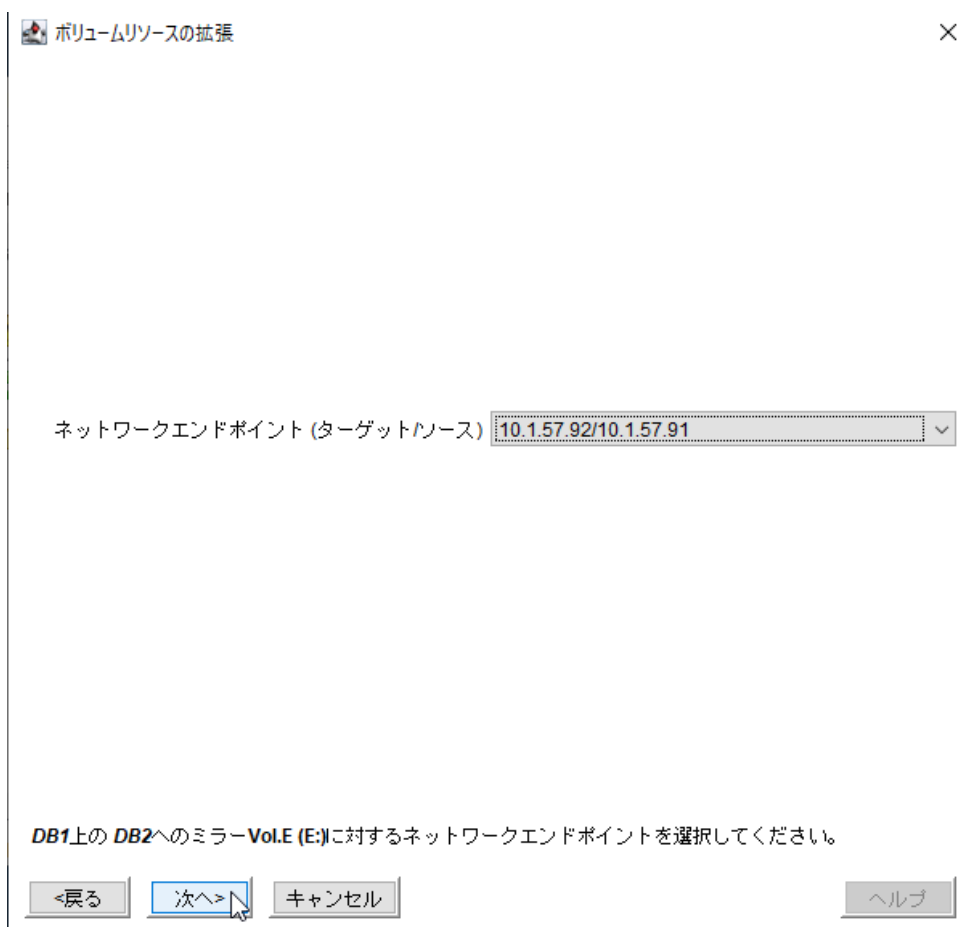 ボリュームリソースの拡張
ネットワークエンドポイント (ターゲット/ソース) 10.1.57.92/10.1.57.91
DB1上の DB2へのミラーVol.E (E:)に対するネットワークエンドポイントを選択してください。
<戻る 次へ> キャンセル ヘルプ